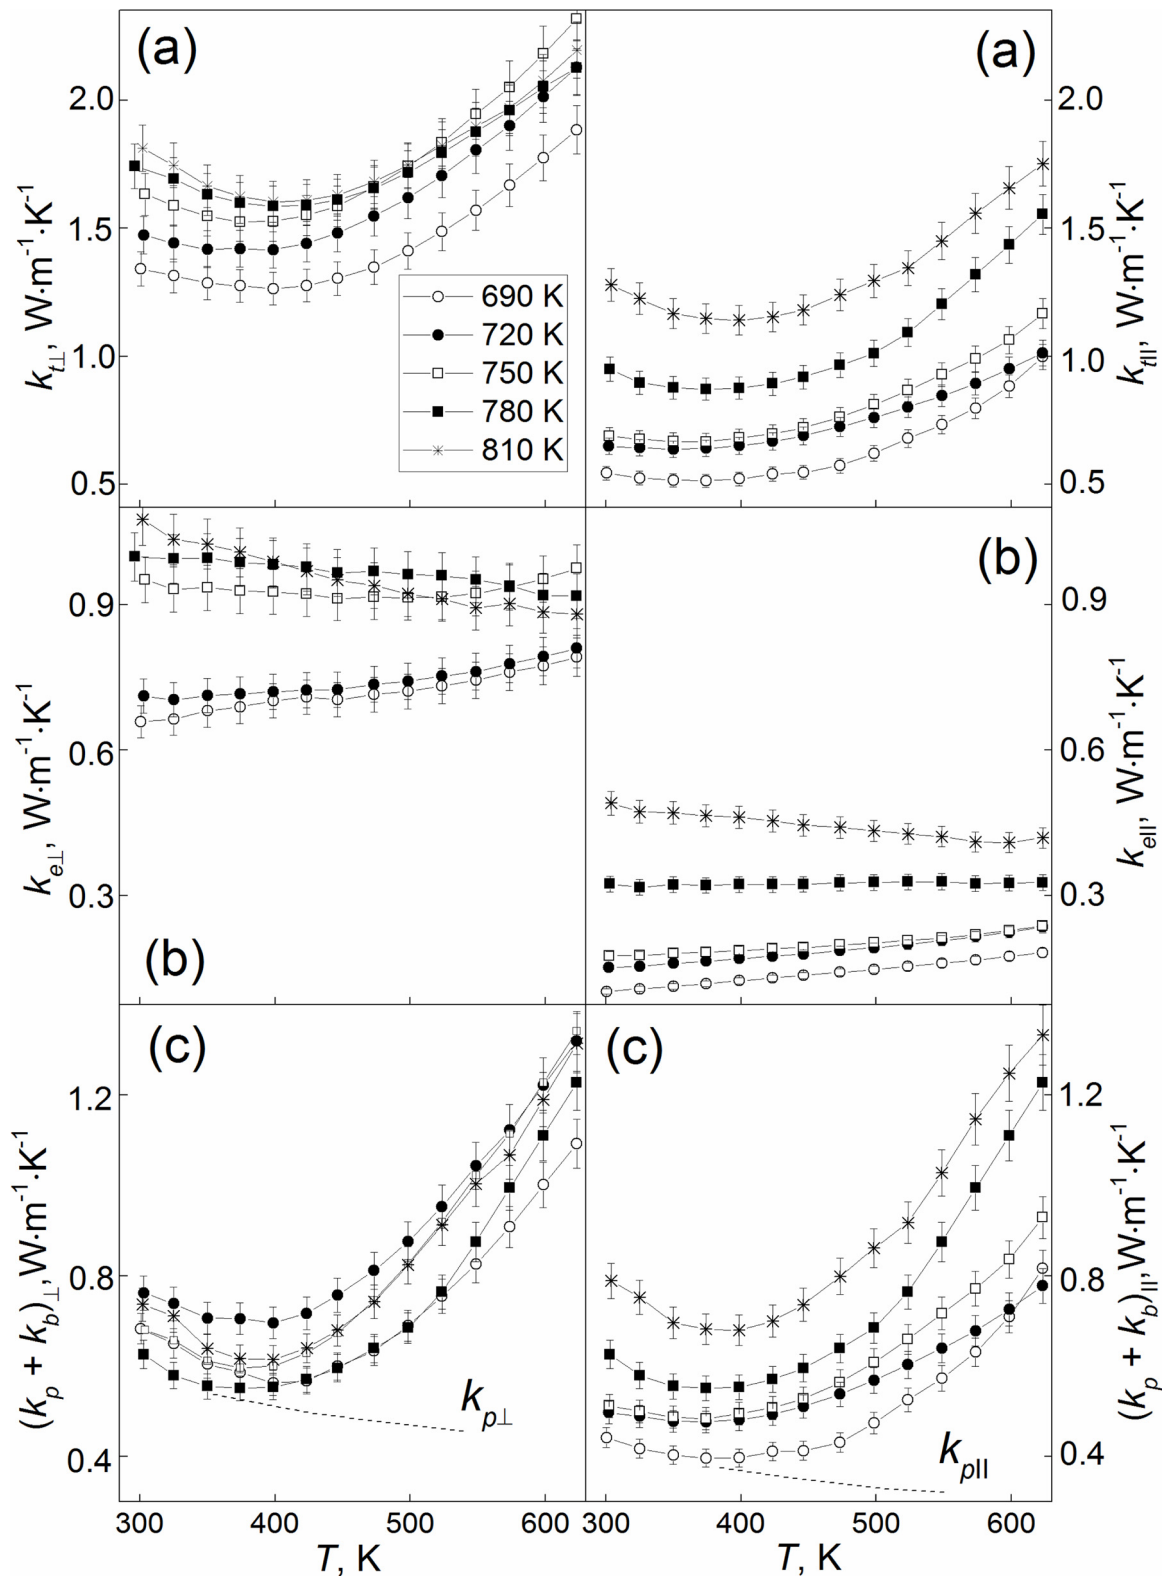 (a)
(a)
2.0
1.5
1.0
0.5
k_t⊥, W·m⁻¹·K⁻¹
690 K
720 K
750 K
780 K
810 K
2.0
1.5
1.0
0.5
k_t||, W·m⁻¹·K⁻¹
(b)
(b)
0.9
0.6
0.3
k_e⊥, W·m⁻¹·K⁻¹
0.9
0.6
0.3
k_e||, W·m⁻¹·K⁻¹
(c)
(c)
1.2
0.8
0.4
(k_p + k_b)_⊥, W·m⁻¹·K⁻¹
k_p⊥
1.2
0.8
0.4
(k_p + k_b)_||, W·m⁻¹·K⁻¹
k_p||
300 400 500 600
300 400 500 600
T, K
T, K